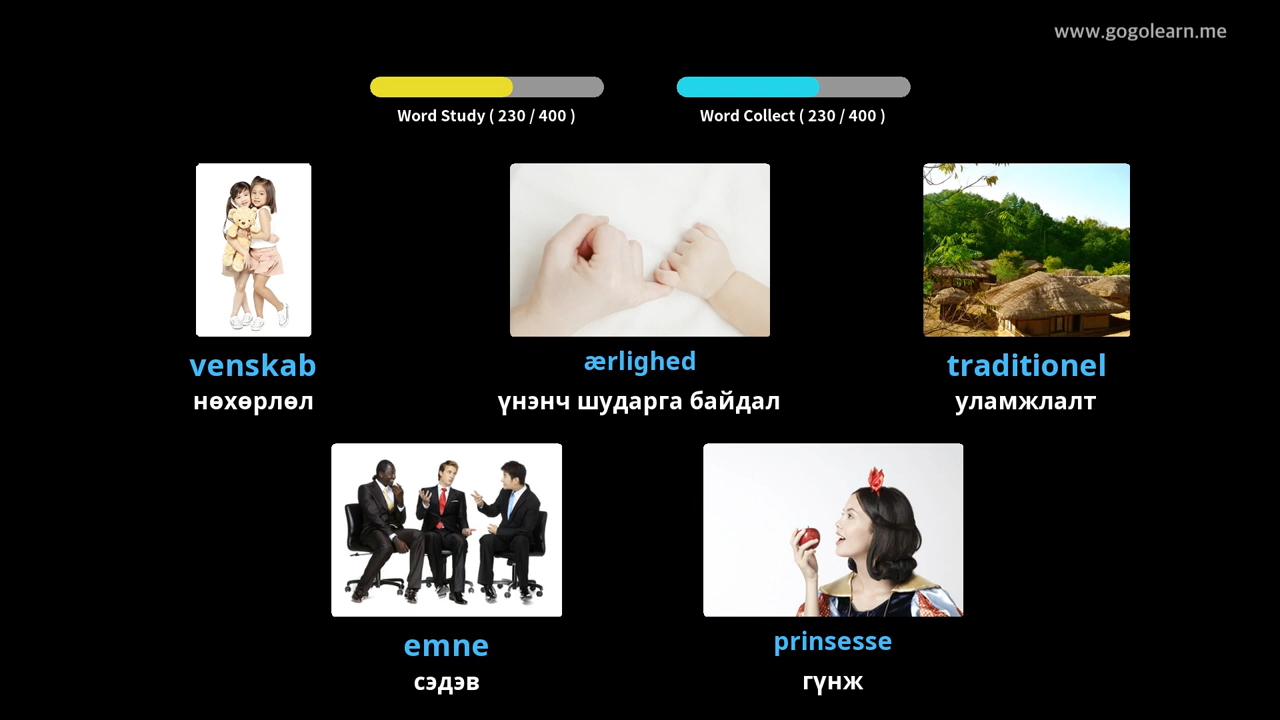 www.gogolearn.me
Word Study ( 230 / 400 )
Word Collect ( 230 / 400 )
venskab
нөхөрлөл
ærlighed
үнэнч шударга байдал
traditionel
уламжлалт
emne
сэдэв
prinsesse
гүнж